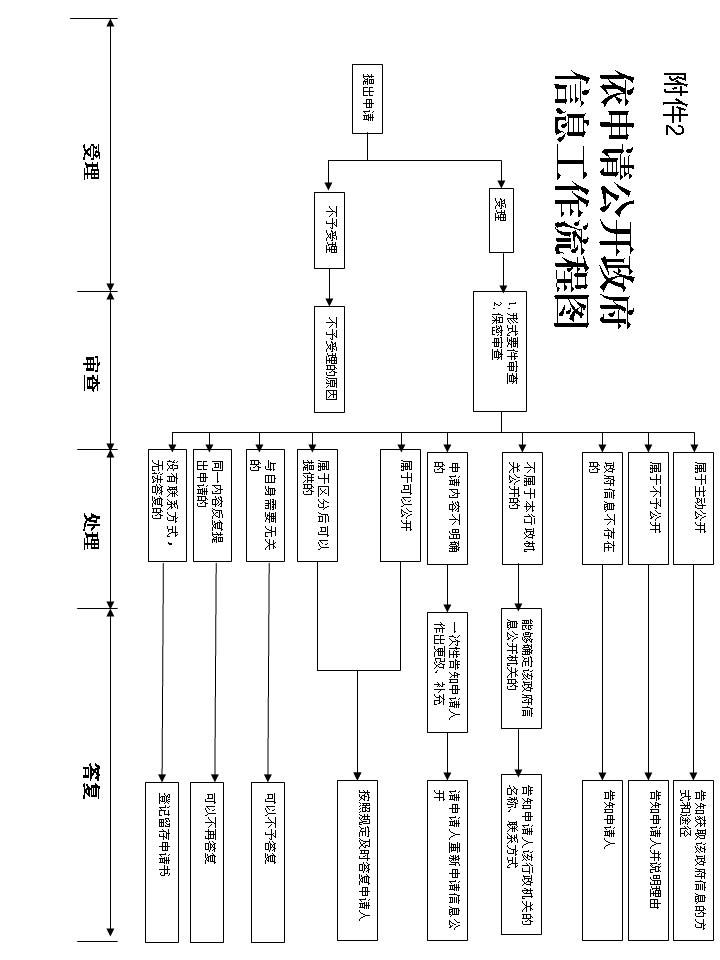 附件2
依申请公开政府
信息工作流程图
提出申请
受理
不予受理
1.形式要件审查
2.保密审查
不予受理的原因
属于主动公开
属于不予公开
政府信息不存在
的
不属于本行政机
关公开的
申请内容不明确
的
属于可以公开
属于区分后可以
提供的
与自身需要无关
的
同一内容反复提
出申请的
没有联系方式,
无法答复的
能够确定该政府信
息公开机关的
一次性告知申请人
作出更改、补充
告知获取该政府信息的方
式和途径
告知申请人并说明理由
告知申请人
告知申请人该行政机关的
名称、联系方式
请申请人重新申请信息公
开
按照规定及时答复申请人
可以不予答复
可以不再答复
登记留存申请书
受理
审查
处理
答复